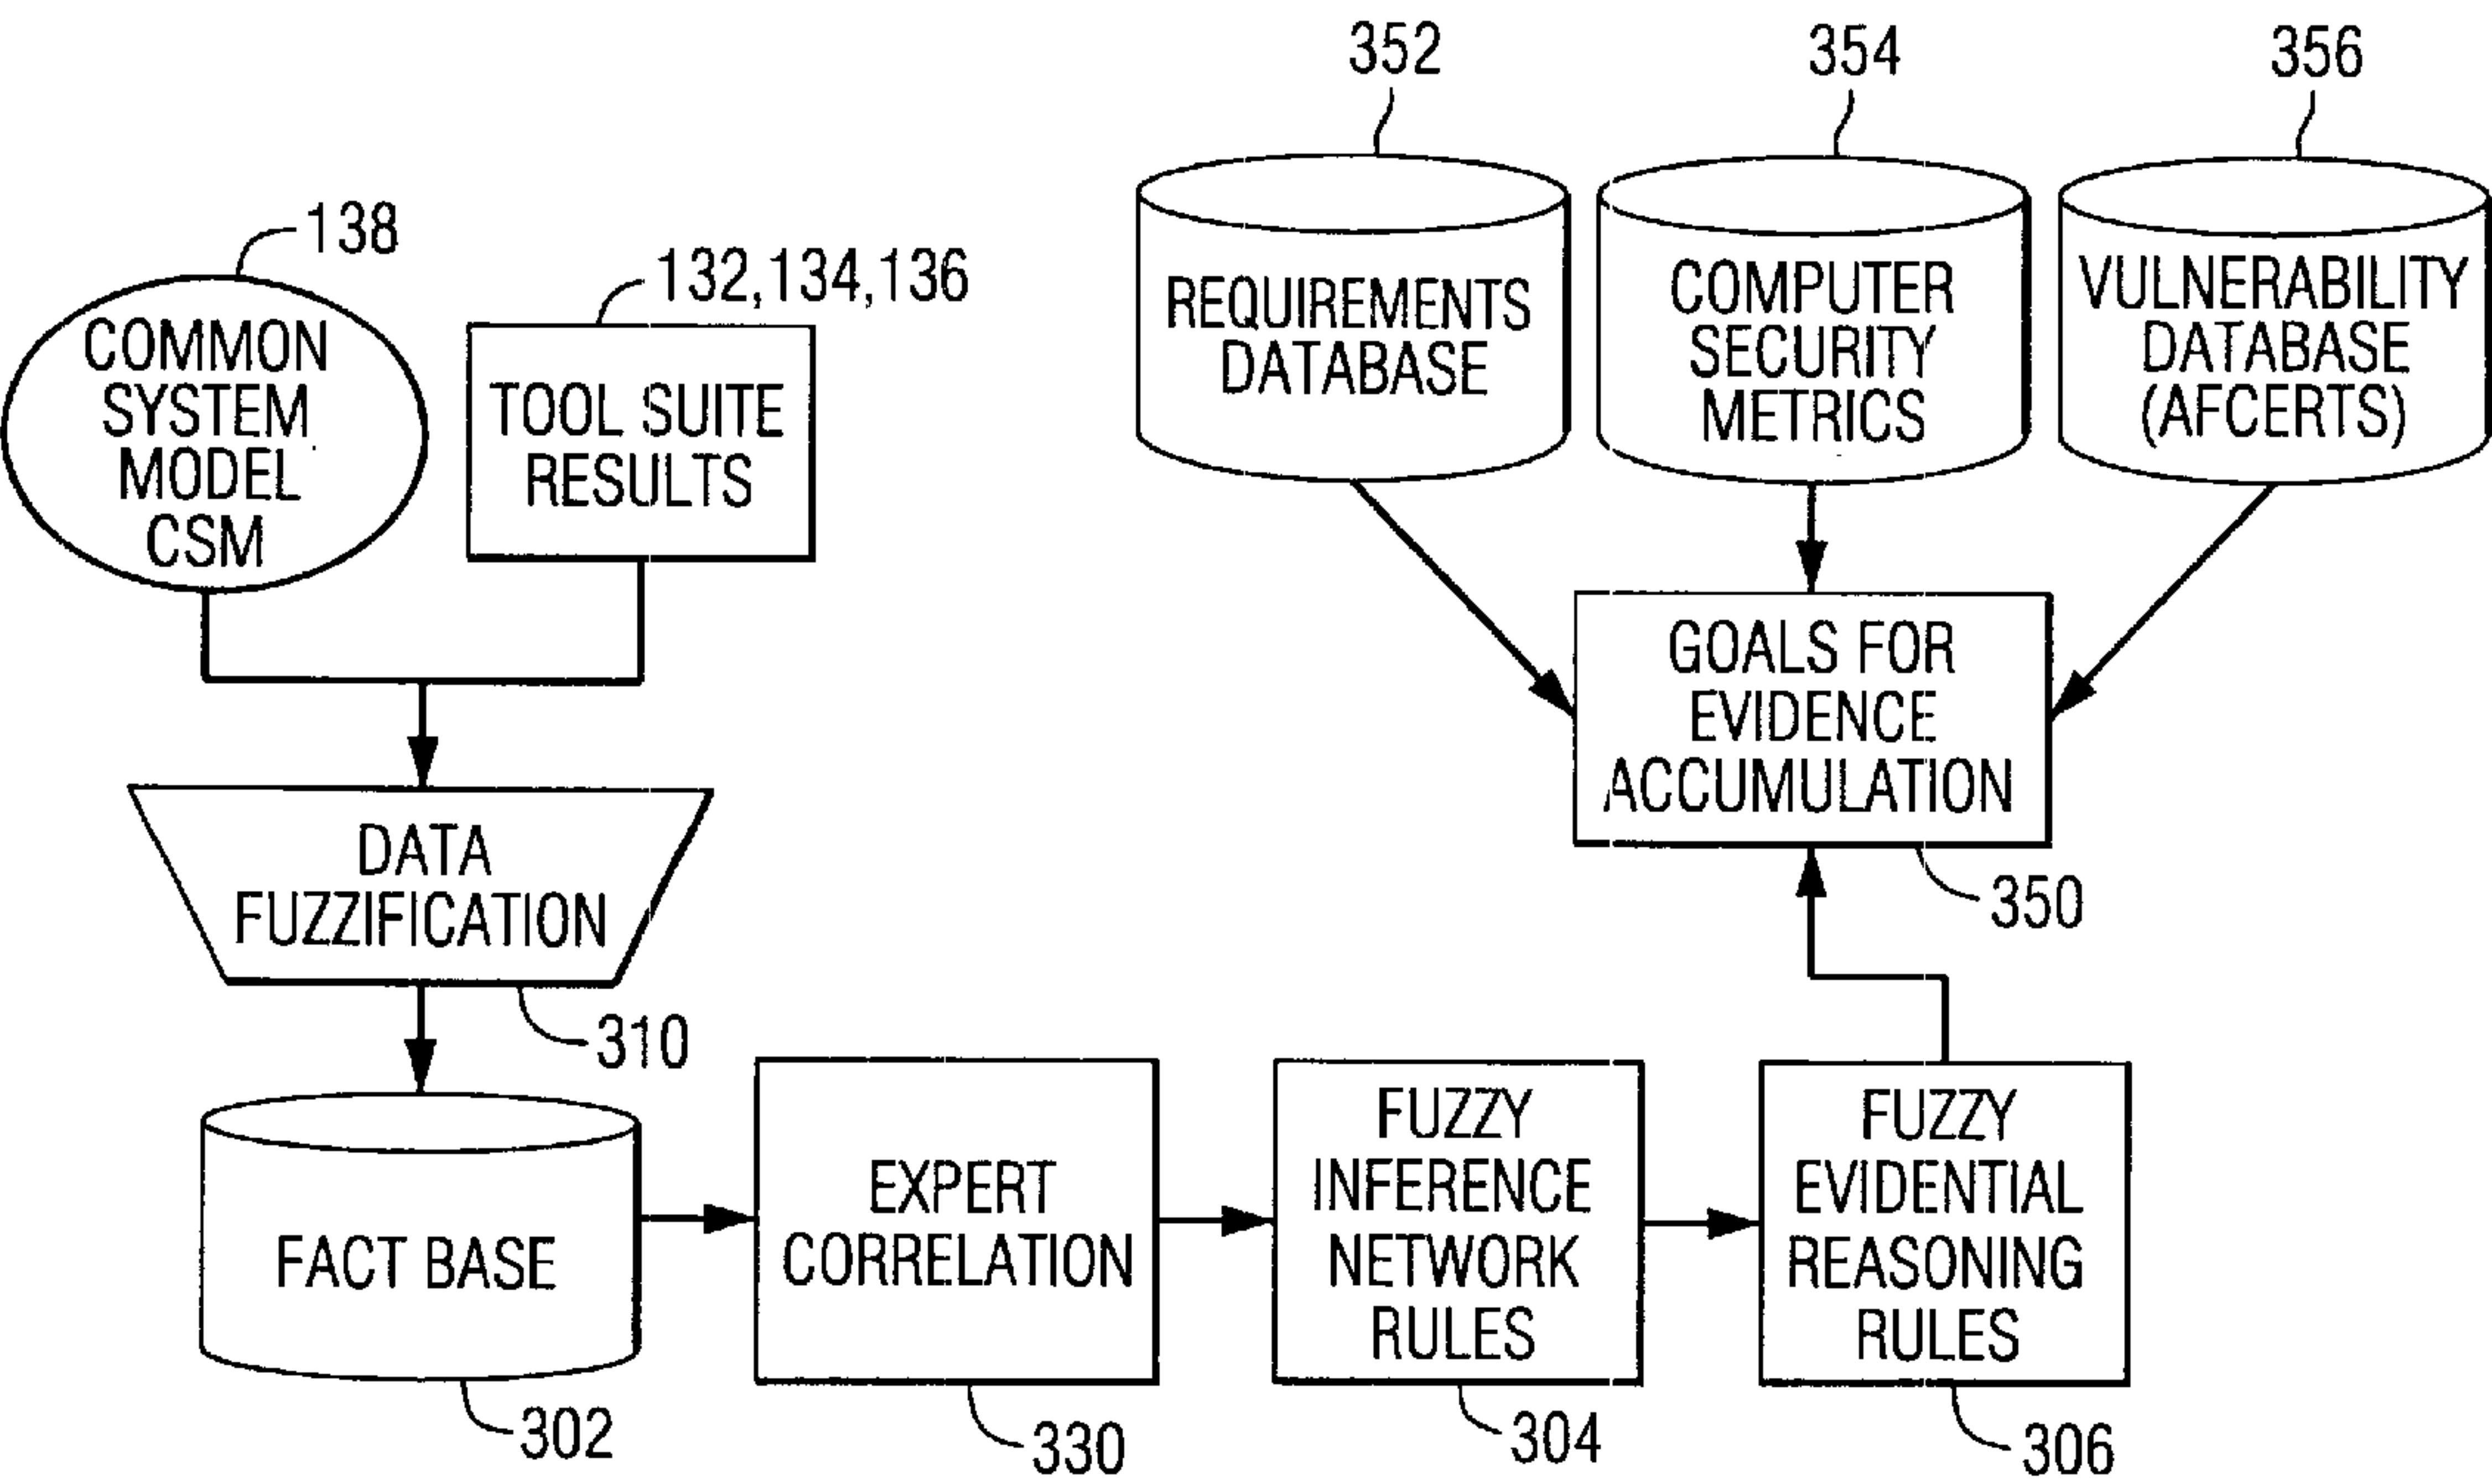 352
354
356
138
132,134,136
COMMON
SYSTEM
MODEL
CSM
TOOL SUITE
RESULTS
REQUIREMENTS
DATABASE
COMPUTER
SECURITY
METRICS
VULNERABILITY
DATABASE
(AFCERTS)
GOALS FOR
EVIDENCE
ACCUMULATION
350
DATA
FUZZIFICATION
310
FACT BASE
302
EXPERT
CORRELATION
330
FUZZY
INFERENCE
NETWORK
RULES
304
FUZZY
EVIDENTIAL
REASONING
RULES
306